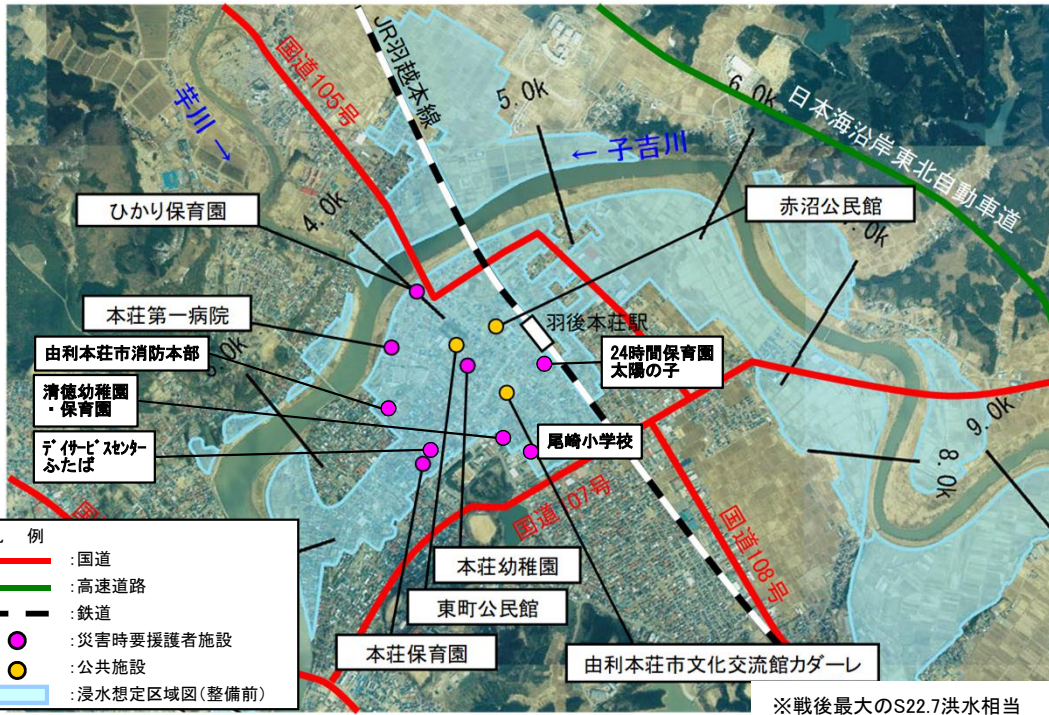 国道105号
JR羽越本線
芋川 →
5.0k
6.0k
日本海沿岸東北自動車道
← 子吉川
ひかり保育園
4.0k
赤沼公民館
本荘第一病院
羽後本荘駅
由利本荘市消防本部
24時間保育園
太陽の子
清徳幼稚園
・保育園
尾崎小学校
9.0k
デイサービスセンター
ふたば
8.0k
国道107号
国道108号
本荘幼稚園
東町公民館
本荘保育園
由利本荘市文化交流館カダーレ
例
:国道
:高速道路
:鉄道
:災害時要援護者施設
:公共施設
:浸水想定区域図(整備前)
※戦後最大のS22.7洪水相当